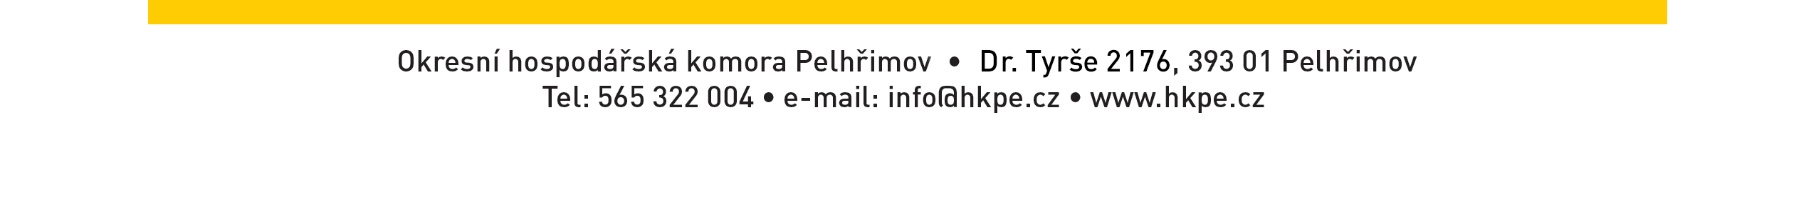 Okresní hospodářská komora Pelhřimov • Dr. Tyrše 2176, 393 01 Pelhřimov
Tel: 565 322 004 • e-mail: info@hkpe.cz • www.hkpe.cz